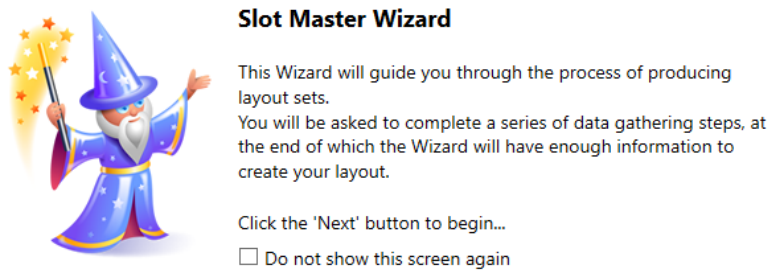 Slot Master Wizard
This Wizard will guide you through the process of producing
layout sets.
You will be asked to complete a series of data gathering steps, at
the end of which the Wizard will have enough information to
create your layout.
Click the 'Next' button to begin...
Do not show this screen again